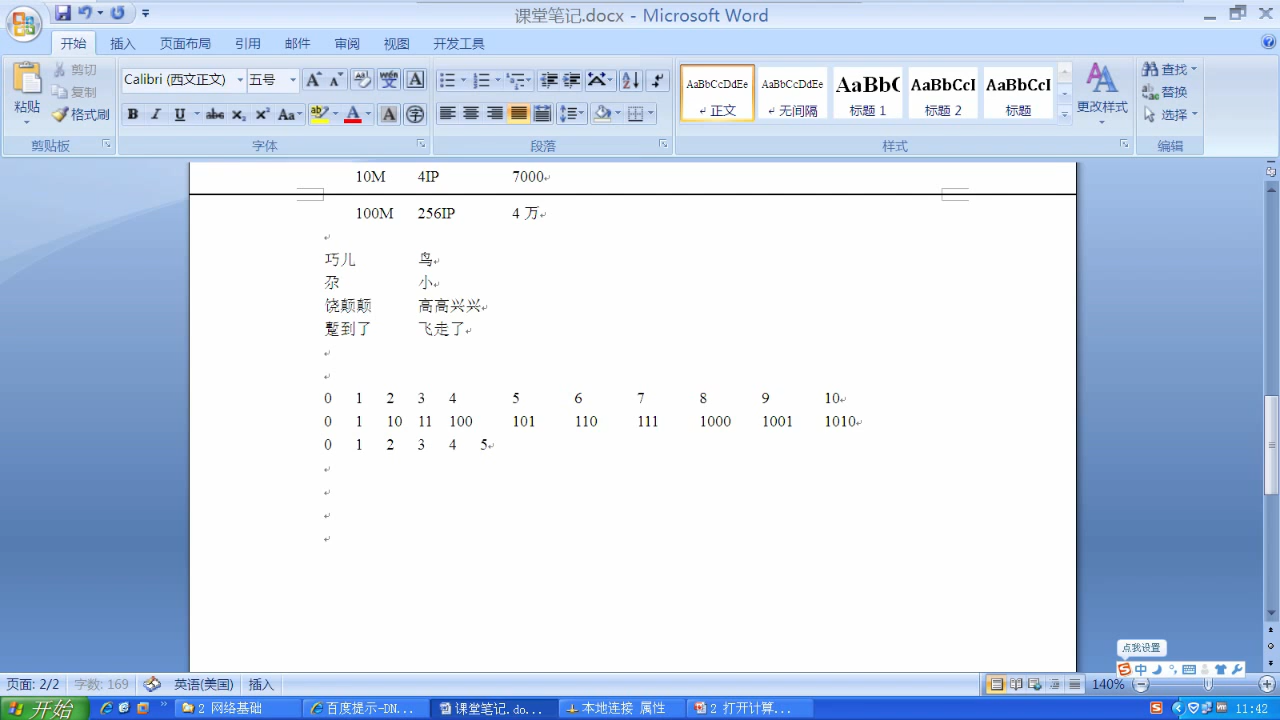 课堂笔记.docx - Microsoft Word
开始 插入 页面布局 引用 邮件 审阅 视图 开发工具
粘贴 剪切 复制 格式刷 剪贴板
Calibri (西文正文) 五号
字体
段落
AaBbCcDdEe AaBbCcDdEe AaBbC AaBbCcI AaBbCcI
正文 无间隔 标题 1 标题 2 标题
更改样式
样式
查找
替换
选择
编辑
10M 4IP 7000
100M 256IP 4 万
巧儿 鸟
尕 小
饶颠颠 高高兴兴
踅到了 飞走了
0 1 2 3 4 5 6 7 8 9 10
0 1 10 11 100 101 110 111 1000 1001 1010
0 1 2 3 4 5
点我设置
中
页面: 2/2 字数: 169 英语(美国) 插入 140%
开始 2 网络基础 百度提示-DN... 课堂笔记.do... 本地连接 属性 2 打开计算... 11:42